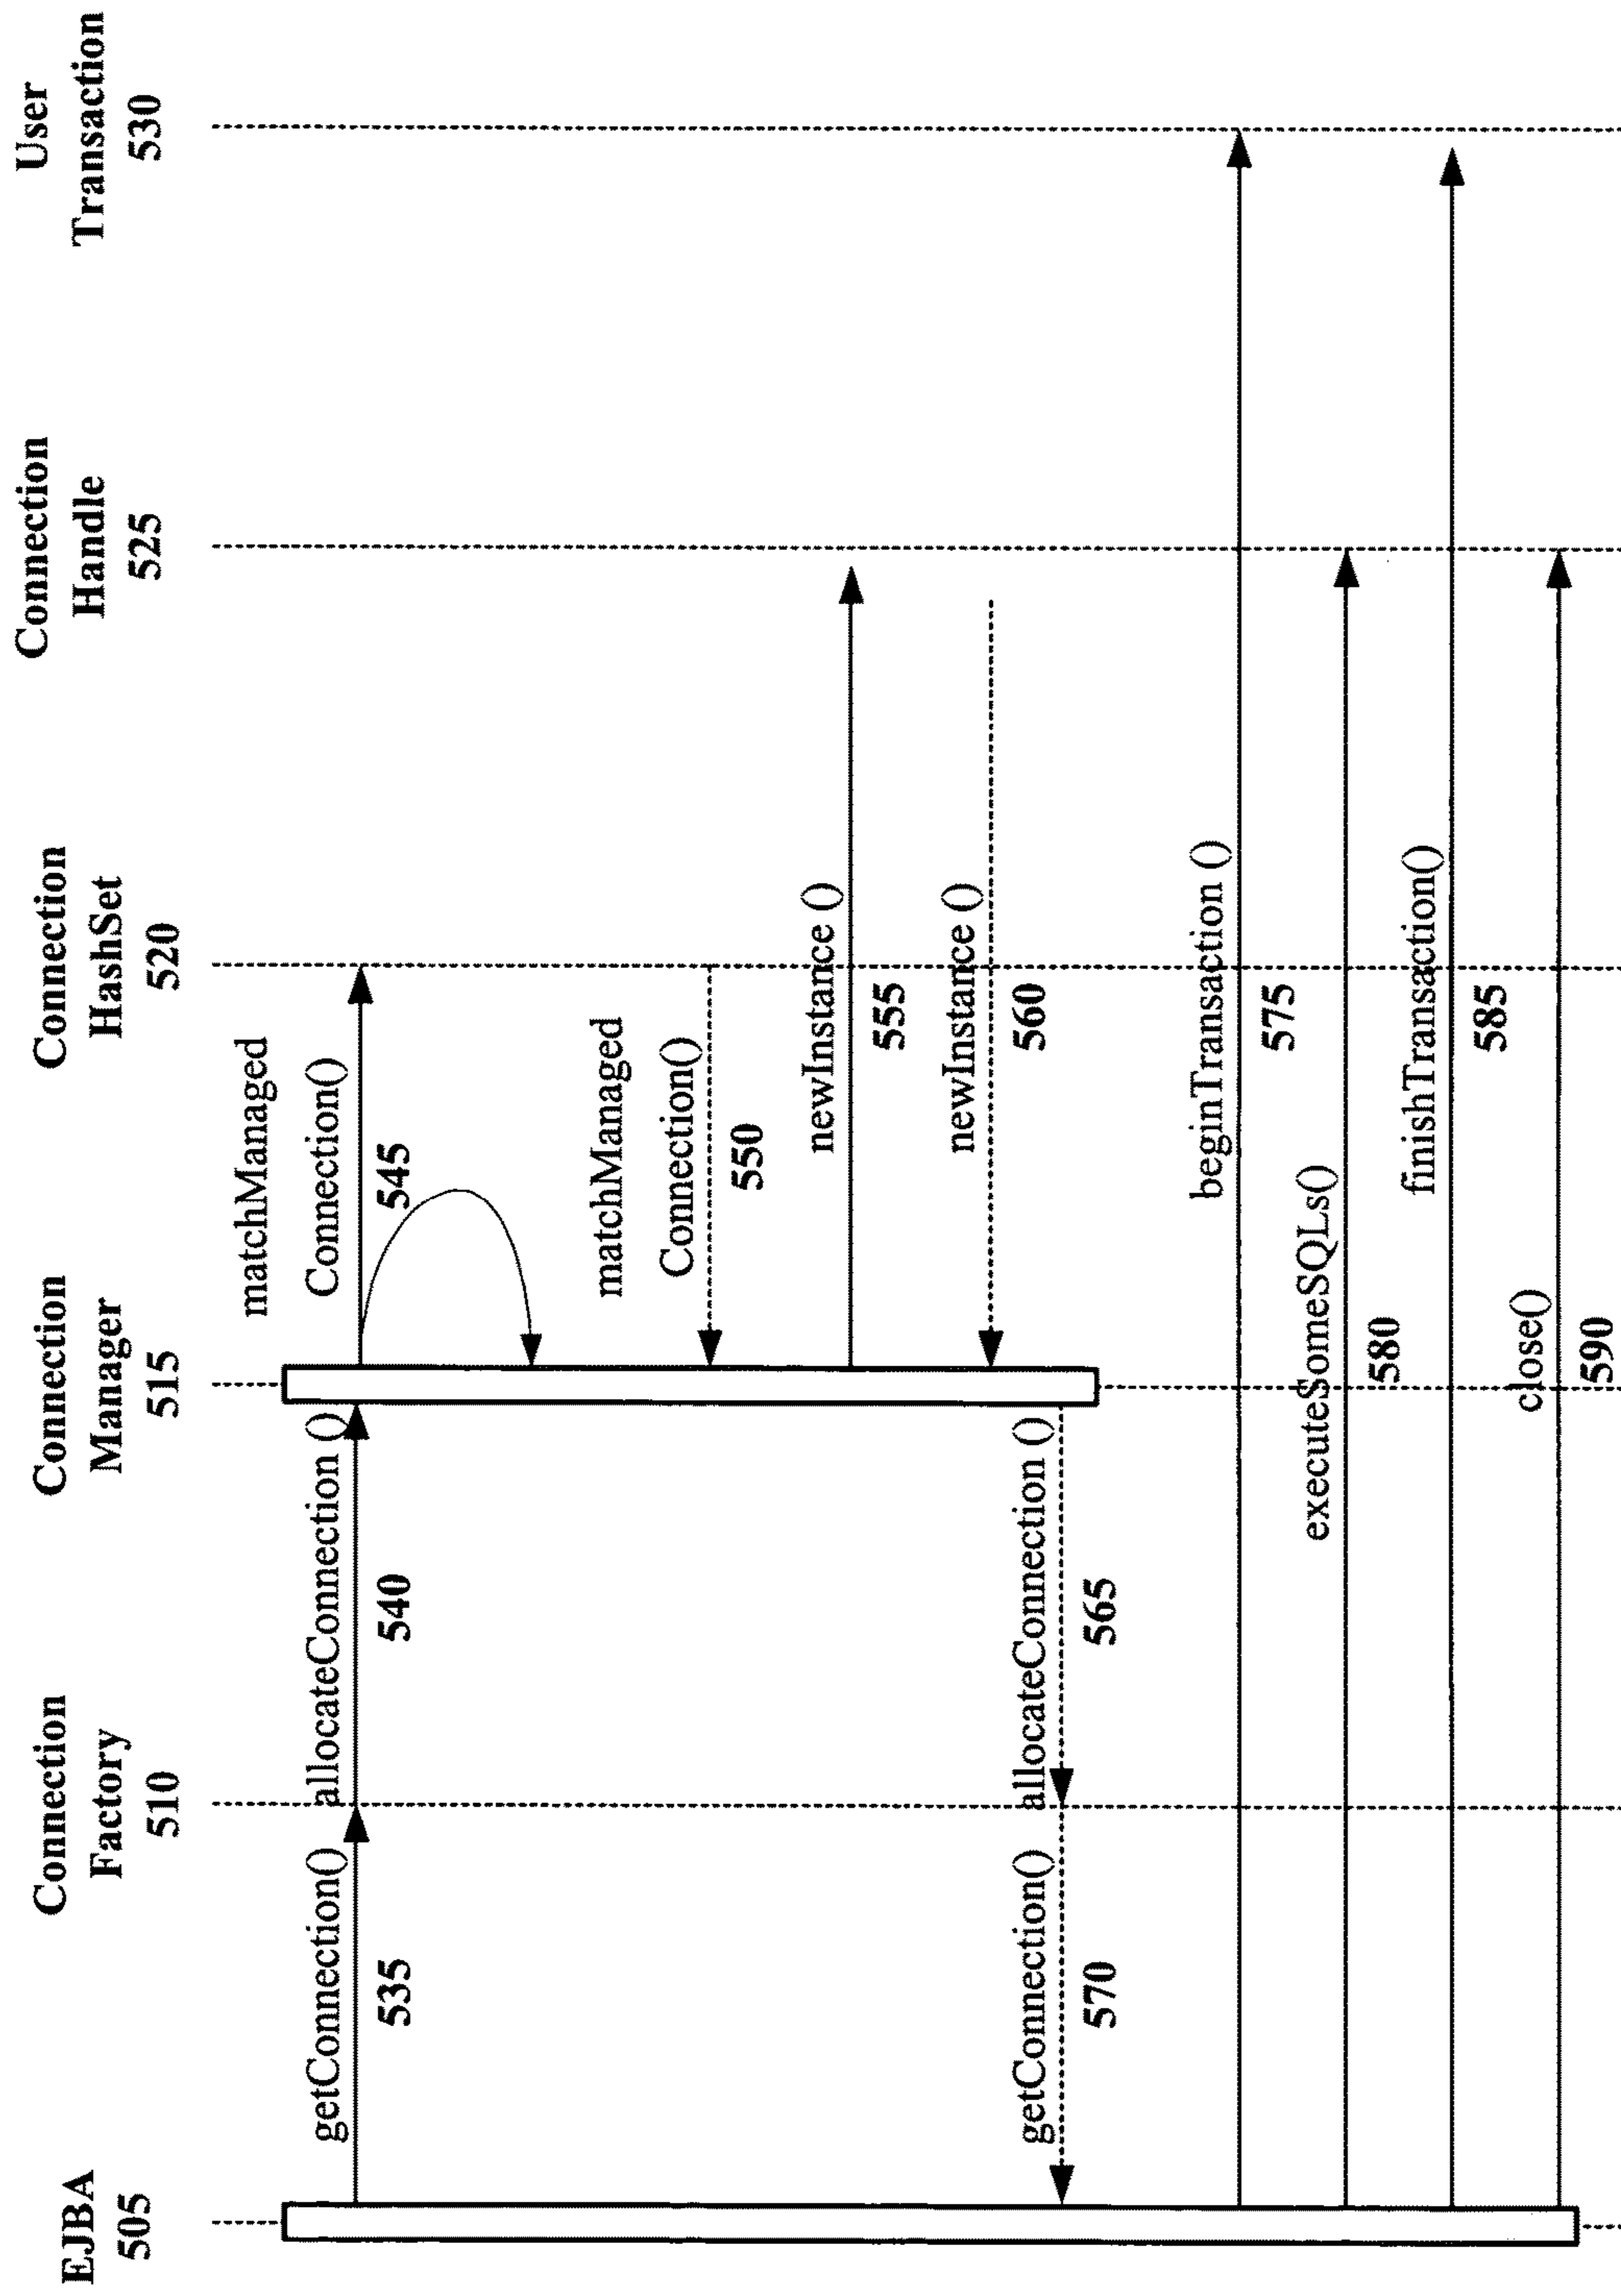 EJBA
505
Connection
Factory
510
Connection
Manager
515
Connection
HashSet
520
Connection
Handle
525
User
Transaction
530
getConnection()
535
allocateConnection ()
540
matchManaged
Connection()
545
matchManaged
Connection()
550
newInstance ()
555
newInstance ()
560
allocateConnection ()
565
getConnection()
570
beginTransaction ()
575
executeSomeSQLs()
580
finishTransaction()
585
close()
590